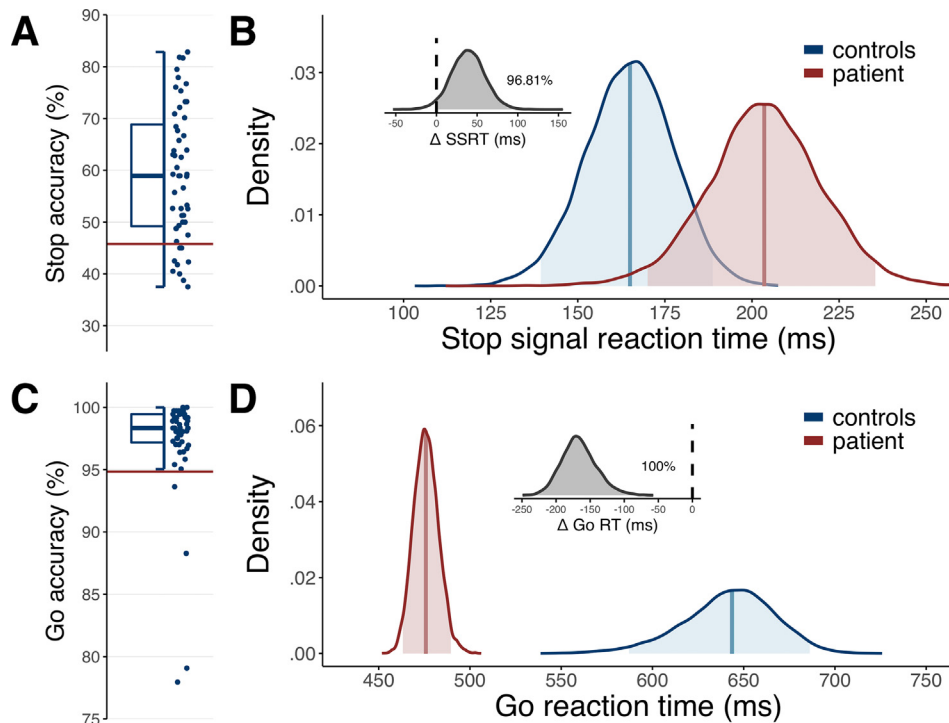 A
Stop accuracy (%)
90
80
70
60
50
40
30
B
Density
.03
.02
.01
.00
96.81%
-50 0 50 100 150
Δ SSRT (ms)
controls
patient
100 125 150 175 200 225 250
Stop signal reaction time (ms)
C
Go accuracy (%)
100
95
90
85
80
75
D
Density
.06
.04
.02
.00
100%
-250 -200 -150 -100 -50 0
Δ Go RT (ms)
controls
patient
450 500 550 600 650 700 750
Go reaction time (ms)